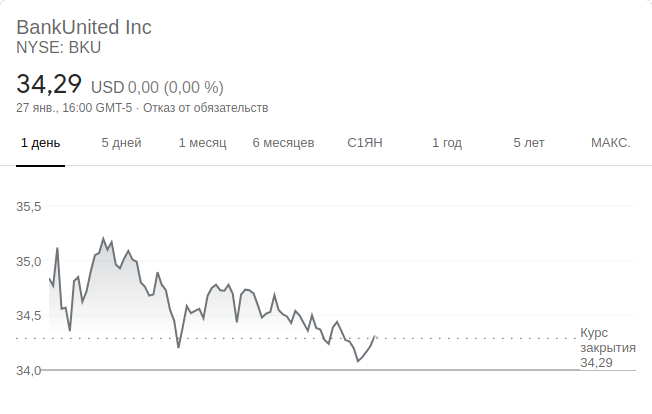 BankUnited Inc
NYSE: BKU
34,29 USD 0,00 (0,00 %)
27 янв., 16:00 GMT-5 · Отказ от обязательств
1 день 5 дней 1 месяц 6 месяцев С1ЯН 1 год 5 лет МАКС.
35,5
35,0
34,5
Курс
закрытия
34,29
34,0